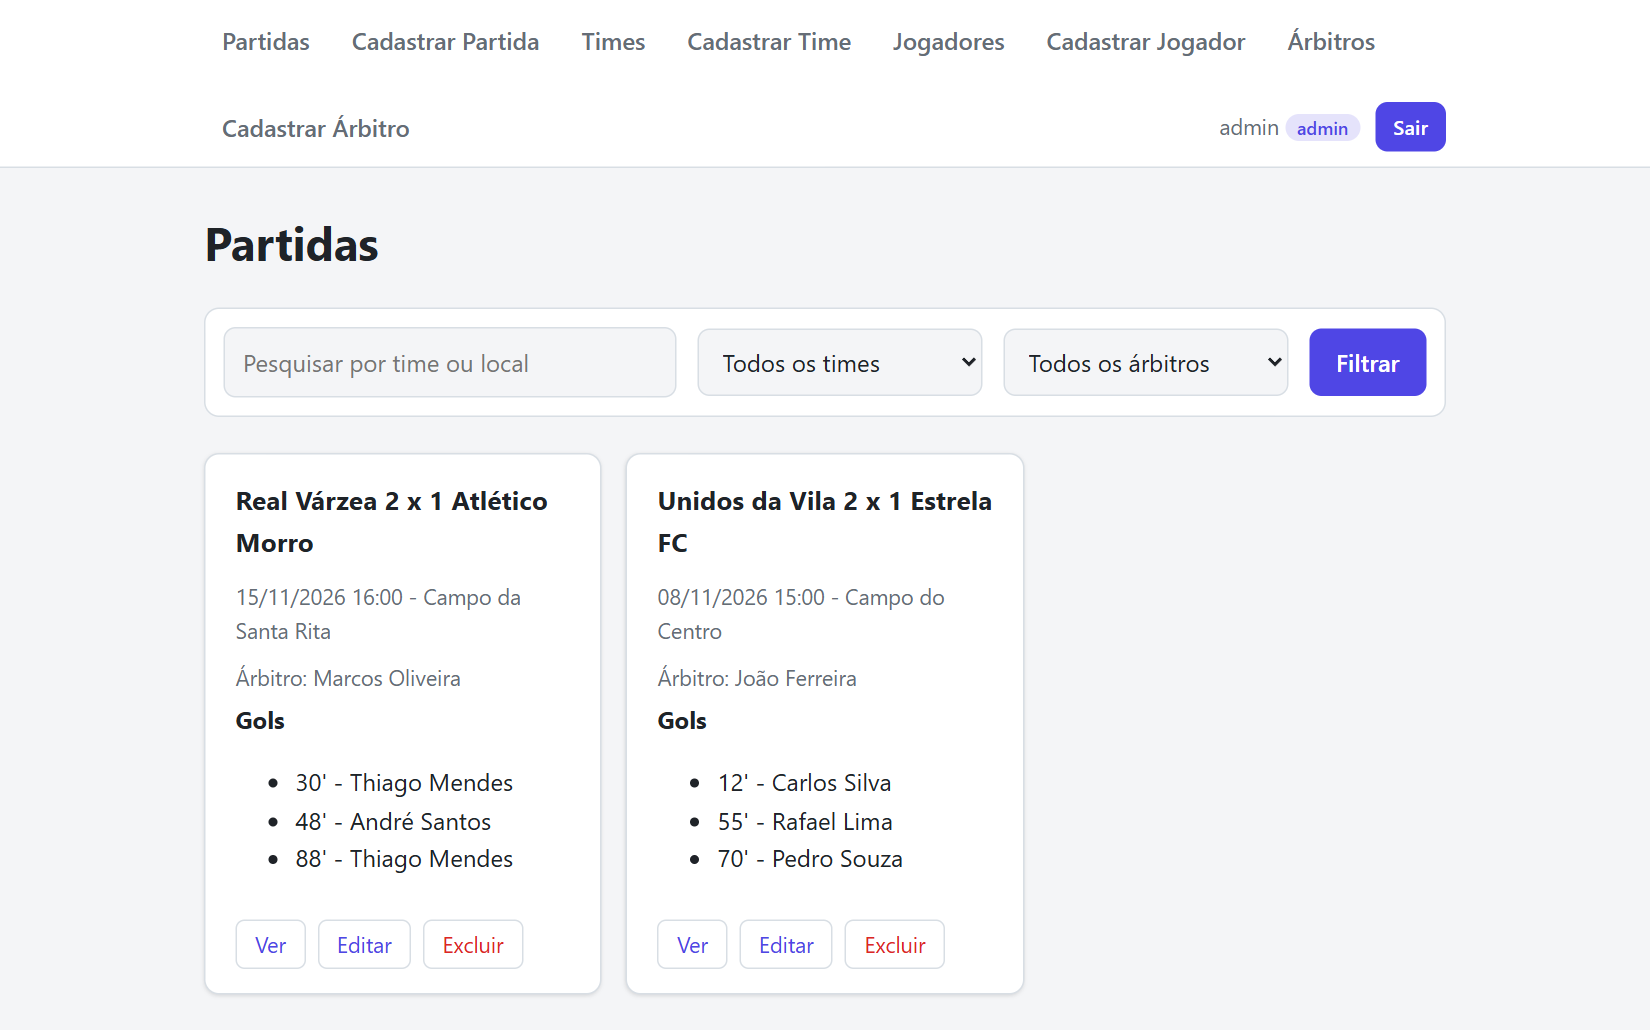 Partidas Cadastrar Partida Times Cadastrar Time Jogadores Cadastrar Jogador Árbitros
Cadastrar Árbitro admin admin Sair
Partidas
Pesquisar por time ou local Todos os times Todos os árbitros Filtrar
Real Várzea 2 x 1 Atlético
Morro
15/11/2026 16:00 - Campo da
Santa Rita
Árbitro: Marcos Oliveira
Gols
30' - Thiago Mendes
48' - André Santos
88' - Thiago Mendes
Ver Editar Excluir
Unidos da Vila 2 x 1 Estrela
FC
08/11/2026 15:00 - Campo do
Centro
Árbitro: João Ferreira
Gols
12' - Carlos Silva
55' - Rafael Lima
70' - Pedro Souza
Ver Editar Excluir